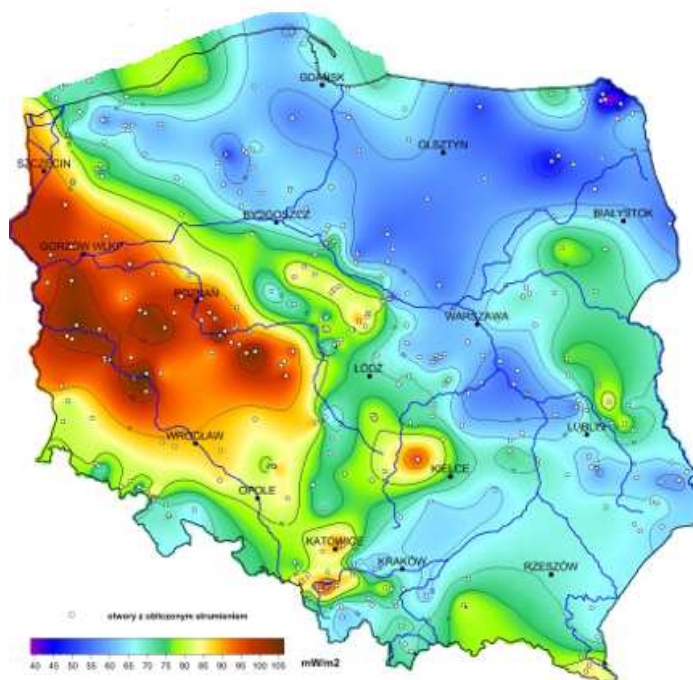 GDAŃSK
OLSZTYN
SZCZECIN
BYDGOSZCZ
BIAŁYSTOK
GORZÓW WLKP
POZNAŃ
WARSZAWA
ŁÓDŹ
LUBLIN
WROCŁAW
KIELCE
OPOLE
KATOWICE
KRAKÓW
RZESZÓW
otwory z obliczonym strumieniem
40 45 50 55 60 65 70 75 80 85 90 95 100 105
mW/m2